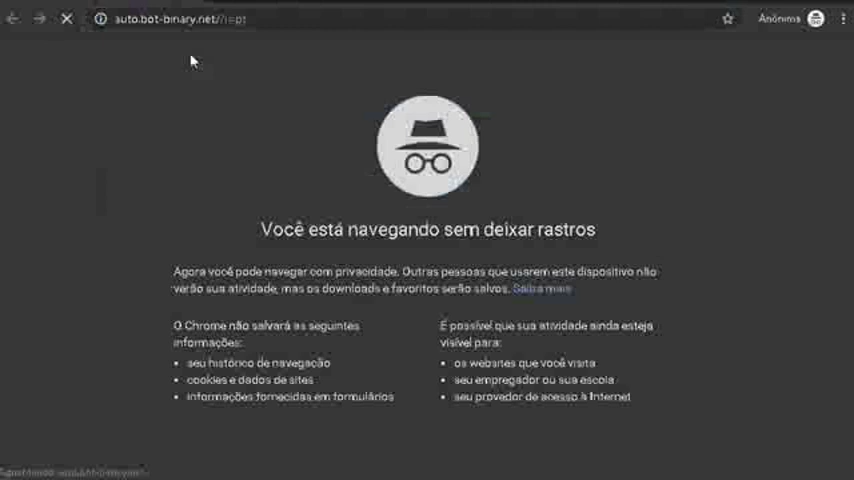 auto.bot-binary.net/?l=pt
Anônima
Você está navegando sem deixar rastros
Agora você pode navegar com privacidade. Outras pessoas que usarem este dispositivo não
verão sua atividade, mas os downloads e favoritos serão salvos. Saiba mais
O Chrome não salvará as seguintes
informações:
• seu histórico de navegação
• cookies e dados de sites
• informações fornecidas em formulários
É possível que sua atividade ainda esteja
visível para:
• os websites que você visita
• seu empregador ou sua escola
• seu provedor de acesso à Internet